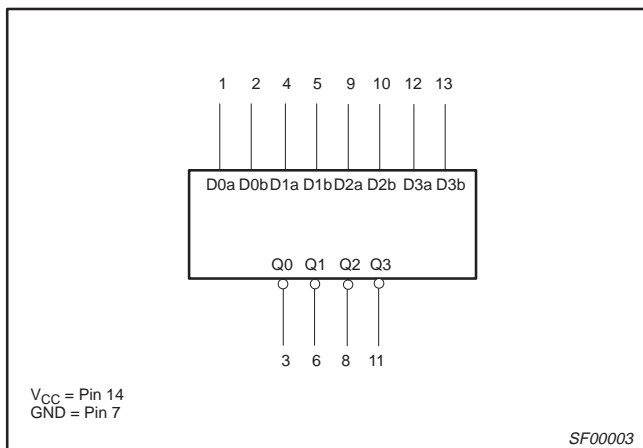 1 2 4 5 9 10 12 13
D0a D0b D1a D1b D2a D2b D3a D3b
Q0 Q1 Q2 Q3
3 6 8 11
VCC = Pin 14
GND = Pin 7
SF00003